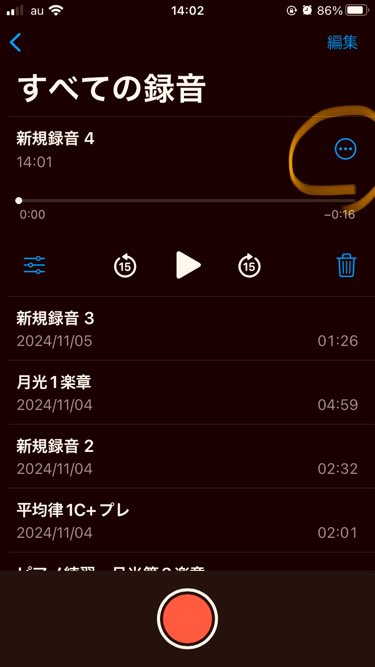 au 14:02 86%
編集
すべての録音
新規録音 4
14:01
0:00 −0:16
15 15
新規録音 3
2024/11/05 01:26
月光1楽章
2024/11/04 04:59
新規録音 2
2024/11/04 02:32
平均律1C+プレ
2024/11/04 02:01